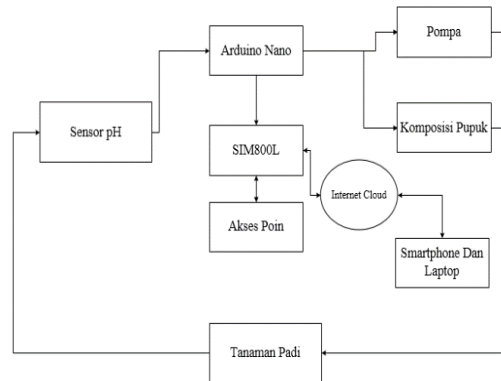 Arduino Nano
Pompa
Sensor pH
Komposisi Pupuk
SIM800L
Internet Cloud
Akses Poin
Smartphone Dan
Laptop
Tanaman Padi